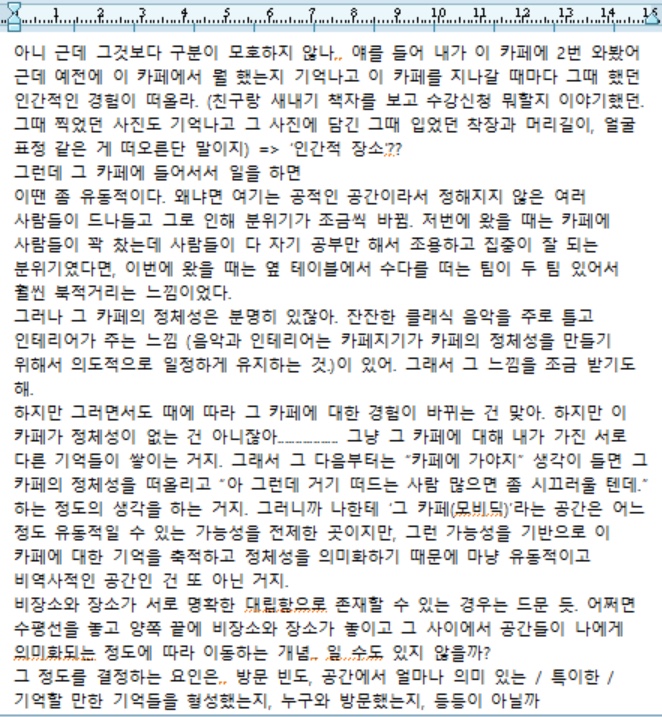 1 2 3 4 5 6 7 8 9 10 11 12 13 14 15
아니 근데 그것보다 구분이 모호하지 않나,, 얘를 들어 내가 이 카페에 2번 와봤어
근데 예전에 이 카페에서 뭘 했는지 기억나고 이 카페를 지나갈 때마다 그때 했던
인간적인 경험이 떠올라. (친구랑 새내기 책자를 보고 수강신청 뭐할지 이야기했던.
그때 찍었던 사진도 기억나고 그 사진에 담긴 그때 입었던 착장과 머리길이, 얼굴
표정 같은 게 떠오른단 말이지) => '인간적 장소'??
그런데 그 카페에 들어서서 일을 하면
이땐 좀 유동적이다. 왜냐면 여기는 공적인 공간이라서 정해지지 않은 여러
사람들이 드나들고 그로 인해 분위기가 조금씩 바뀜. 저번에 왔을 때는 카페에
사람들이 꽉 찼는데 사람들이 다 자기 공부만 해서 조용하고 집중이 잘 되는
분위기였다면, 이번에 왔을 때는 옆 테이블에서 수다를 떠는 팀이 두 팀 있어서
훨씬 북적거리는 느낌이었다.
그러나 그 카페의 정체성은 분명히 있잖아. 잔잔한 클래식 음악을 주로 틀고
인테리어가 주는 느낌 (음악과 인테리어는 카페지기가 카페의 정체성을 만들기
위해서 의도적으로 일정하게 유지하는 것.)이 있어. 그래서 그 느낌을 조금 받기도
해.
하지만 그러면서도 때에 따라 그 카페에 대한 경험이 바뀌는 건 맞아. 하지만 이
카페가 정체성이 없는 건 아니잖아.................. 그냥 그 카페에 대해 내가 가진 서로
다른 기억들이 쌓이는 거지. 그래서 그 다음부터는 "카페에 가야지" 생각이 들면 그
카페의 정체성을 떠올리고 "아 그런데 거기 떠드는 사람 많으면 좀 시끄러울 텐데."
하는 정도의 생각을 하는 거지. 그러니까 나한테 '그 카페(모비딕)'라는 공간은 어느
정도 유동적일 수 있는 가능성을 전제한 곳이지만, 그런 가능성을 기반으로 이
카페에 대한 기억을 축적하고 정체성을 의미화하기 때문에 마냥 유동적이고
비역사적인 공간인 건 또 아닌 거지.
비장소와 장소가 서로 명확한 대립항으로 존재할 수 있는 경우는 드문 듯. 어쩌면
수평선을 놓고 양쪽 끝에 비장소와 장소가 놓이고 그 사이에서 공간들이 나에게
의미화되는 정도에 따라 이동하는 개념.. 일 수도 있지 않을까?
그 정도를 결정하는 요인은,, 방문 빈도, 공간에서 얼마나 의미 있는 / 특이한 /
기억할 만한 기억들을 형성했는지, 누구와 방문했는지, 등등이 아닐까